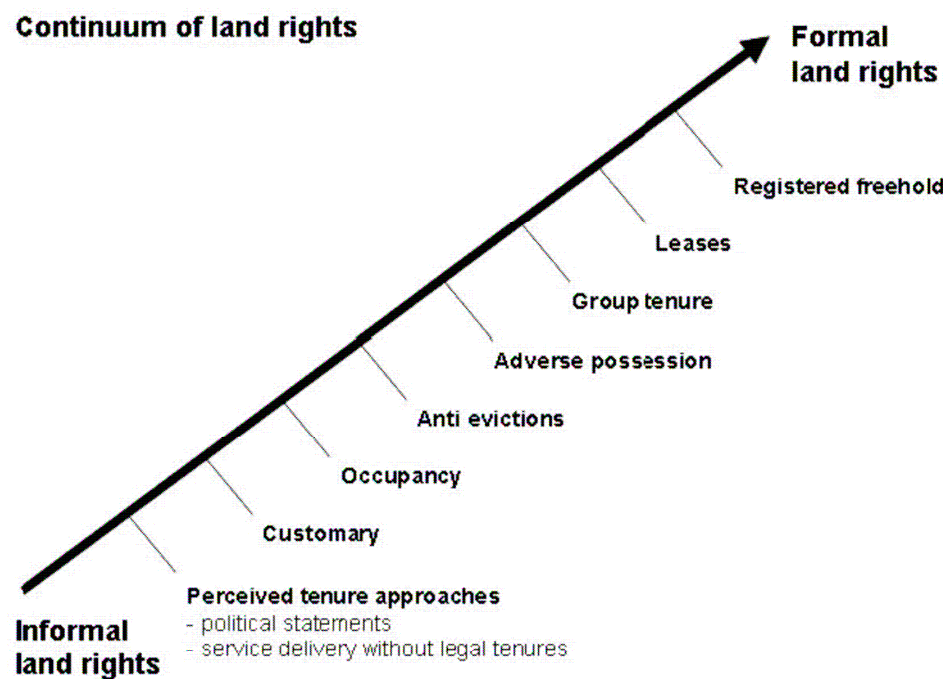 Continuum of land rights
Formal
land rights
Registered freehold
Leases
Group tenure
Adverse possession
Anti evictions
Occupancy
Customary
Perceived tenure approaches
- political statements
- service delivery without legal tenures
Informal
land rights